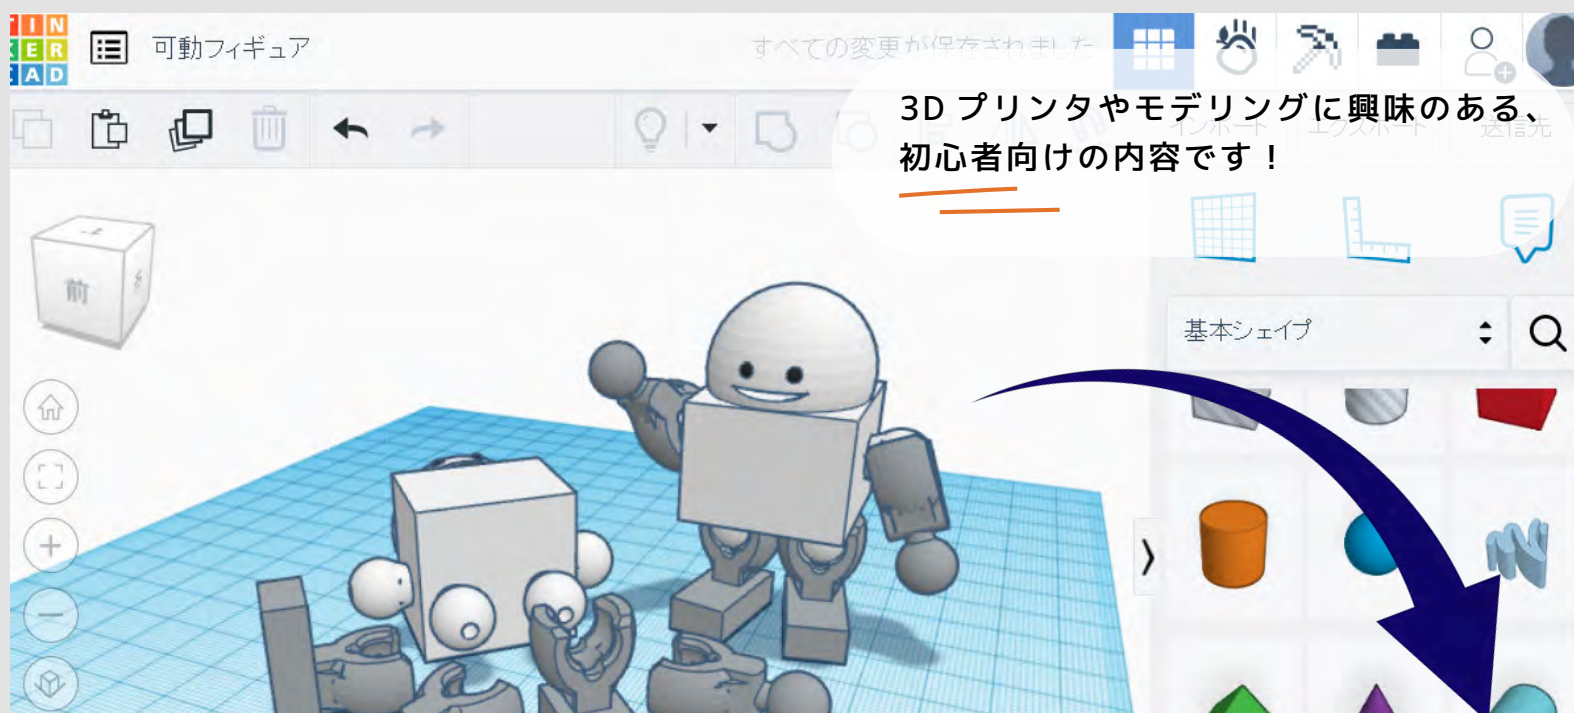 TIN
KER
CAD
可動フィギュア
すべての変更が保存されました
3D プリンタやモデリングに興味のある、
初心者向けの内容です！
インポート
エクスポート
送信先
前
基本シェイプ